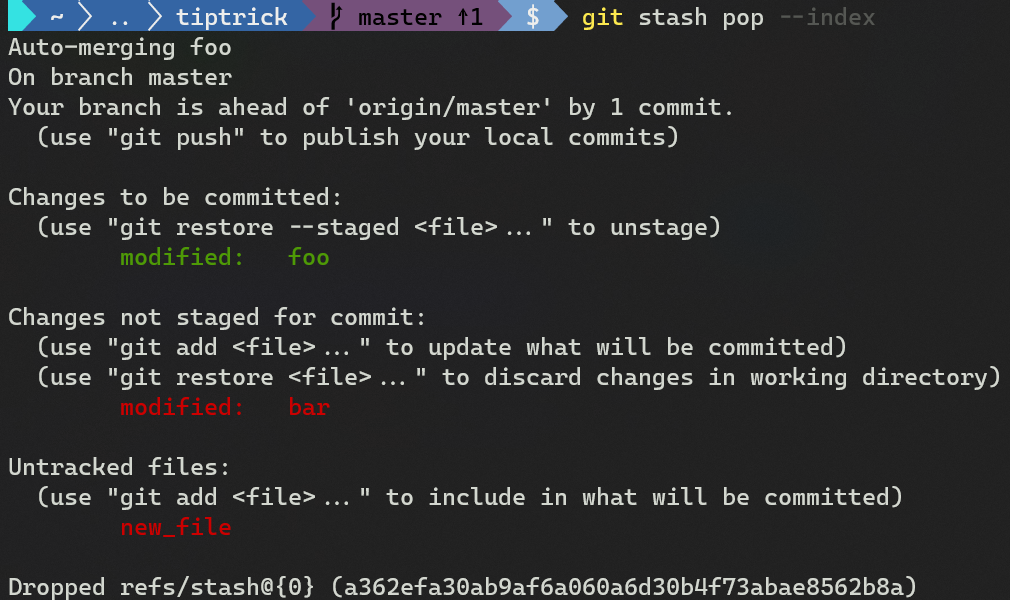 ~ .. tiptrick master ↑1 $ git stash pop --index
Auto-merging foo
On branch master
Your branch is ahead of 'origin/master' by 1 commit.
  (use "git push" to publish your local commits)

Changes to be committed:
  (use "git restore --staged <file>..." to unstage)
        modified:   foo

Changes not staged for commit:
  (use "git add <file>..." to update what will be committed)
  (use "git restore <file>..." to discard changes in working directory)
        modified:   bar

Untracked files:
  (use "git add <file>..." to include in what will be committed)
        new_file

Dropped refs/stash@{0} (a362efa30ab9af6a060a6d30b4f73abae8562b8a)